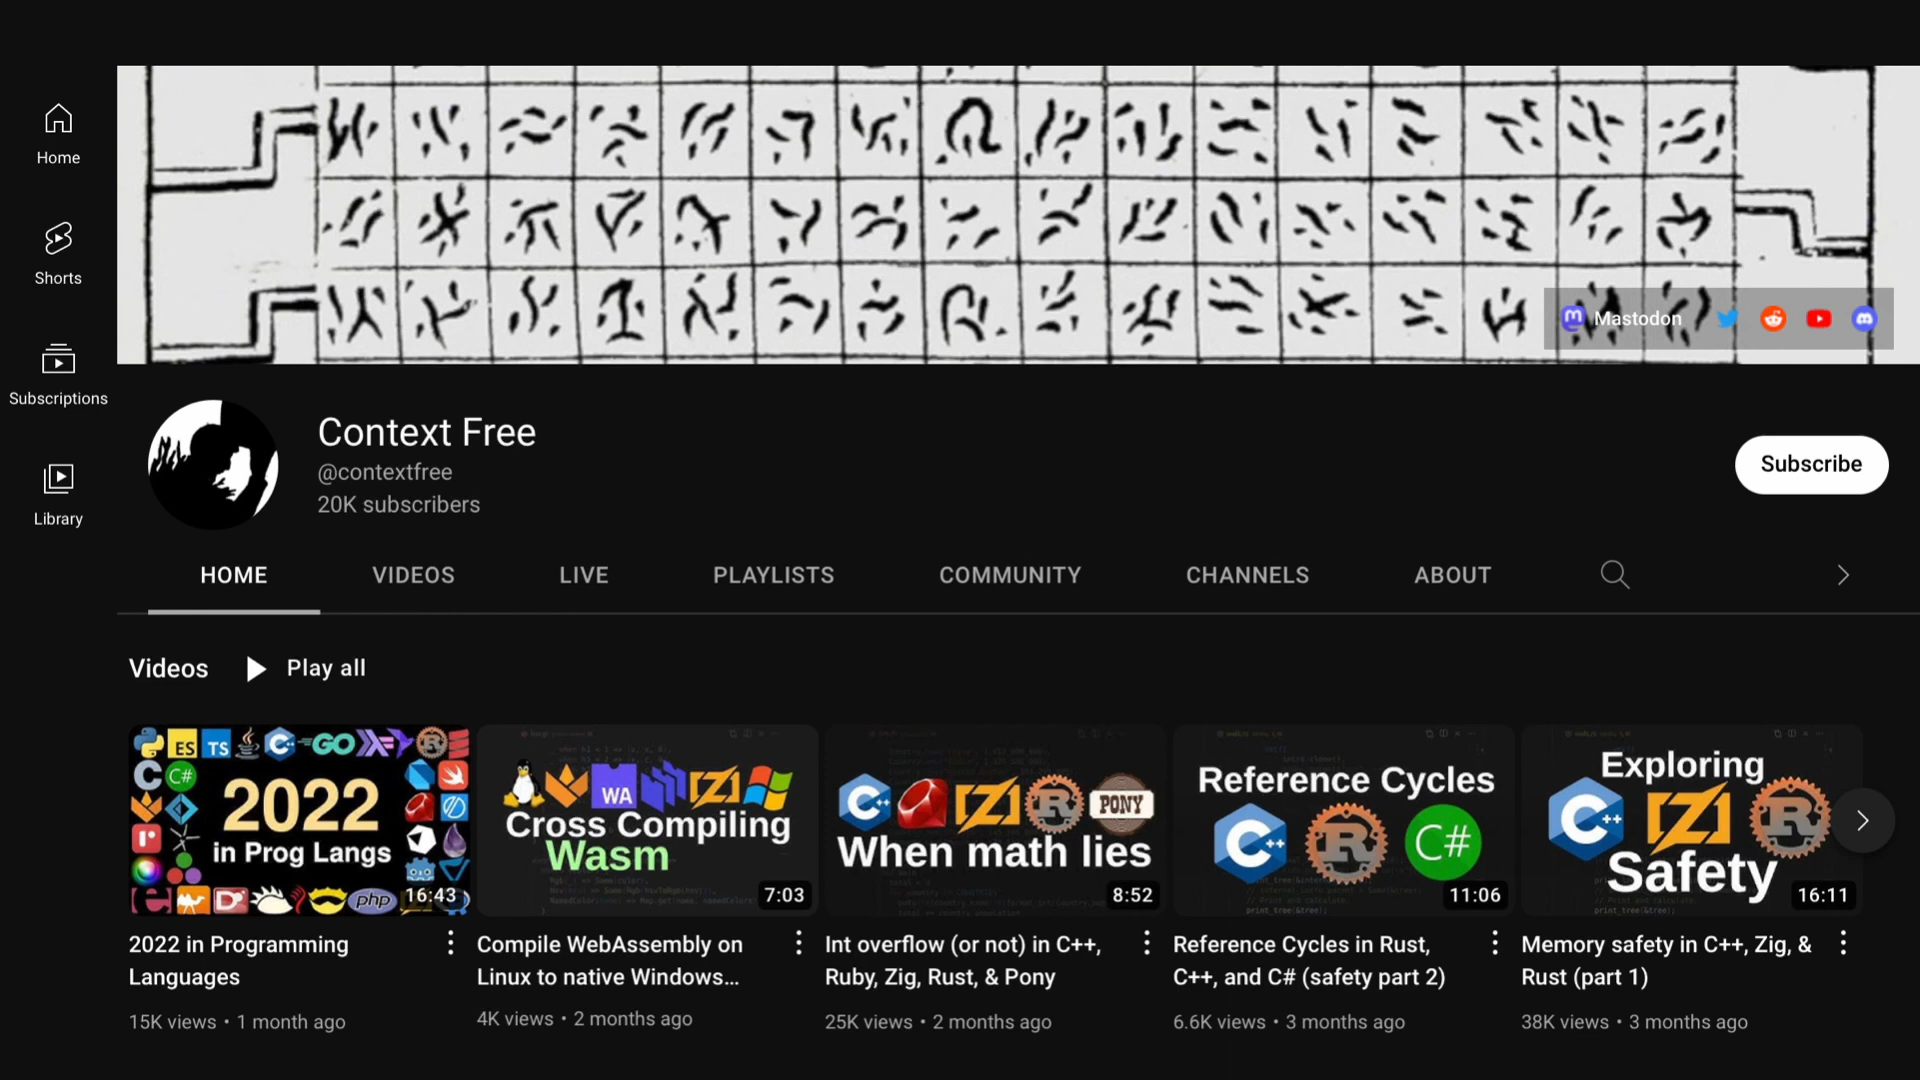 Home
Shorts
Subscriptions
Library
Mastodon
Context Free
@contextfree
20K subscribers
Subscribe
HOME
VIDEOS
LIVE
PLAYLISTS
COMMUNITY
CHANNELS
ABOUT
Videos
Play all
ES
TS
GO
C
C#
2022
in Prog Langs
php
16:43
2022 in Programming
Languages
15K views • 1 month ago
WA
Cross Compiling
Wasm
7:03
Compile WebAssembly on
Linux to native Windows...
4K views • 2 months ago
C++
R
PONY
When math lies
8:52
Int overflow (or not) in C++,
Ruby, Zig, Rust, & Pony
25K views • 2 months ago
Reference Cycles
C++
R
C#
11:06
Reference Cycles in Rust,
C++, and C# (safety part 2)
6.6K views • 3 months ago
Exploring
C++
R
Safety
16:11
Memory safety in C++, Zig, &
Rust (part 1)
38K views • 3 months ago